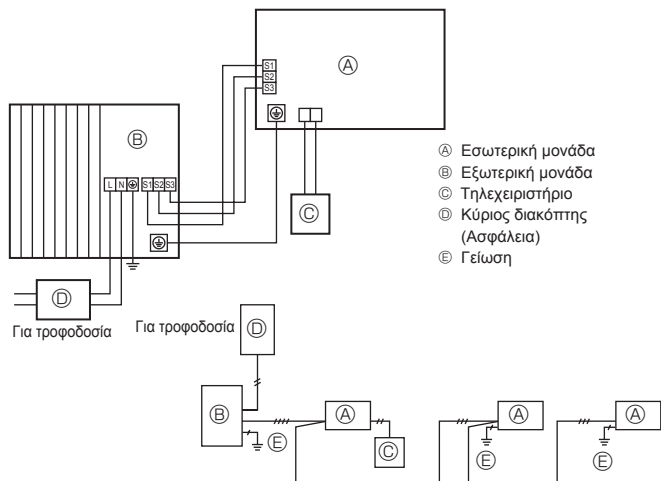 S1
S2
S3
Ⓐ
Ⓑ
L N S1 S2 S3
Ⓒ
Ⓓ
Για τροφοδοσία
Ⓐ Εσωτερική μονάδα
Ⓑ Εξωτερική μονάδα
Ⓒ Τηλεχειριστήριο
Ⓓ Κύριος διακόπτης
(Ασφάλεια)
Ⓔ Γείωση
Για τροφοδοσία
Ⓓ
Ⓑ
Ⓔ
Ⓐ
Ⓒ
Ⓐ
Ⓔ
Ⓐ
Ⓔ